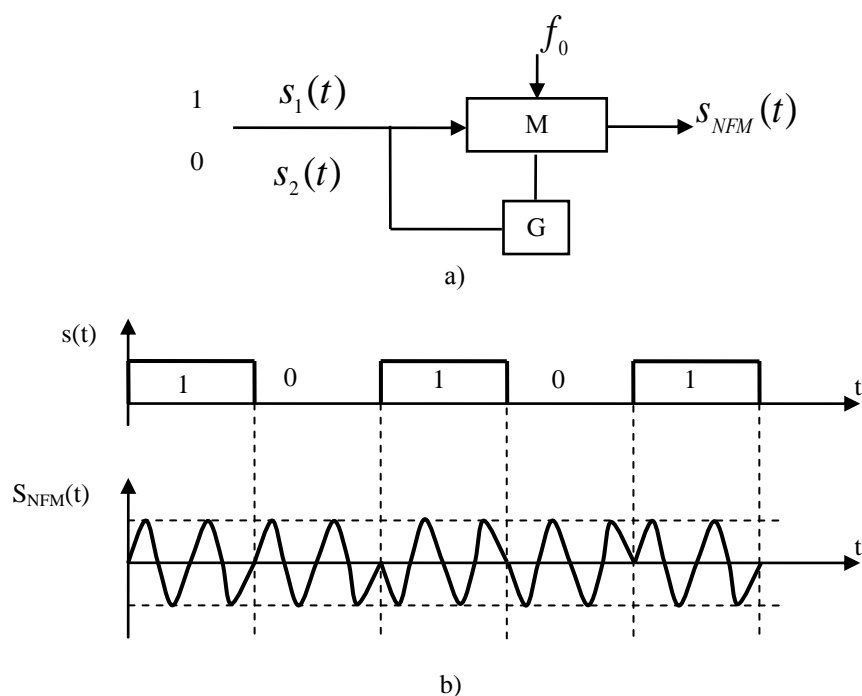 f0
1 s1(t)
M
sNFM(t)
0 s2(t)
G
a)
s(t)
1 0 1 0 1
t
SNFM(t)
t
b)